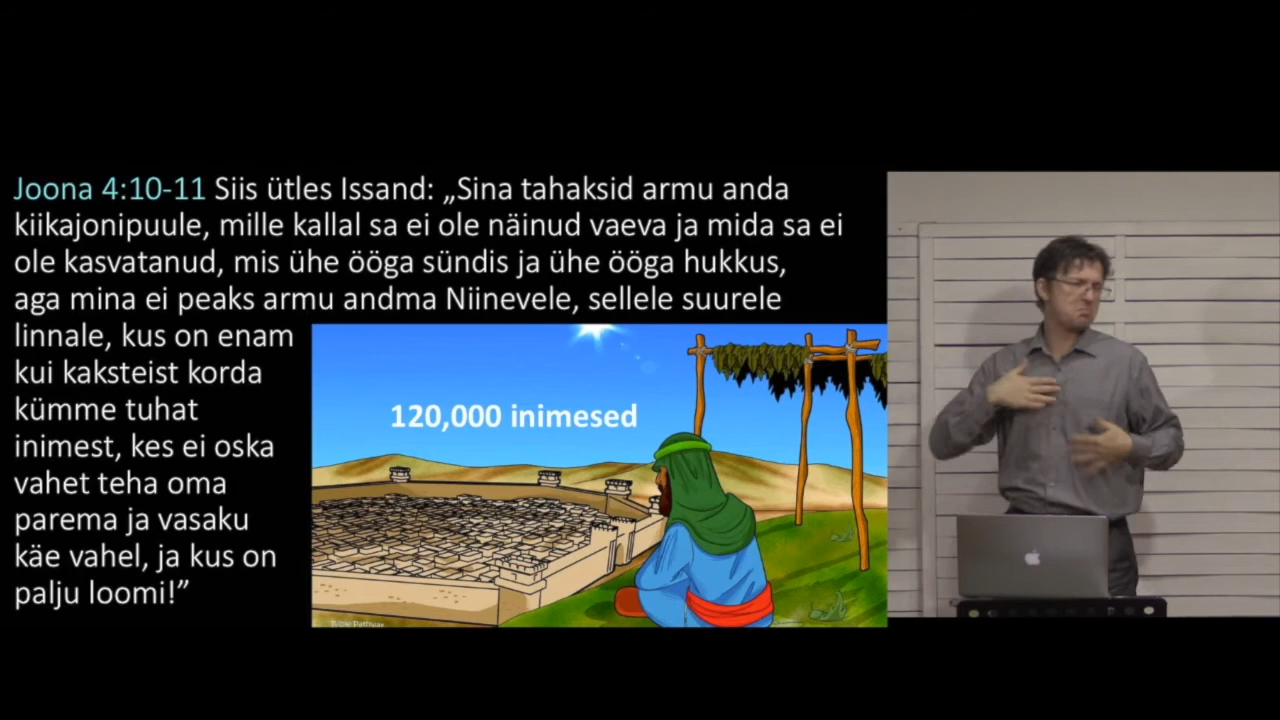 Joona 4:10-11 Siis ütles Issand: „Sina tahaksid armu anda
kiikajonipuule, mille kallal sa ei ole näinud vaeva ja mida sa ei
ole kasvatanud, mis ühe ööga sündis ja ühe ööga hukkus,
aga mina ei peaks armu andma Niinevele, sellele suurele
linnale, kus on enam
kui kaksteist korda
kümme tuhat
inimest, kes ei oska
vahet teha oma
parema ja vasaku
käe vahel, ja kus on
palju loomi!”
120,000 inimesed
Bible Pathway